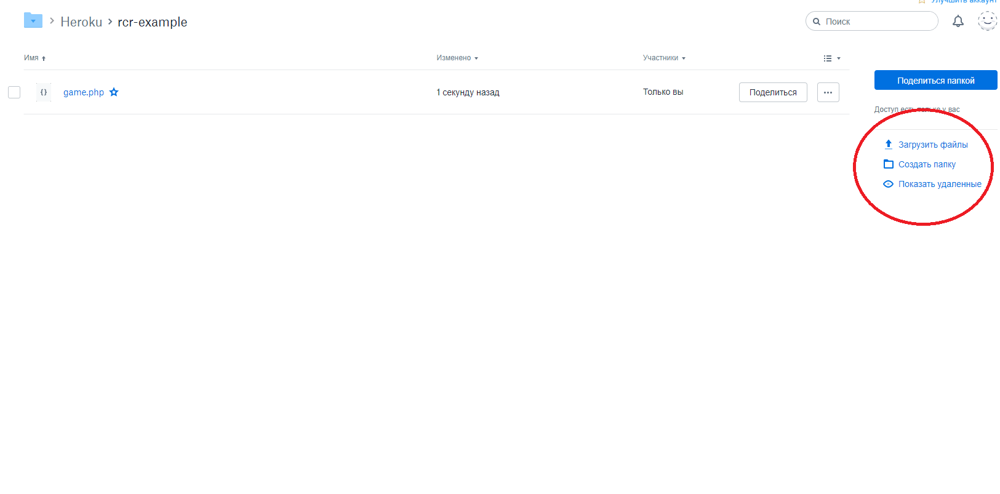 Улучшить аккаунт
Heroku rcr-example
Поиск
Имя Изменено Участники
game.php 1 секунду назад Только вы Поделиться
Поделиться папкой
Доступ есть только у вас
Загрузить файлы
Создать папку
Показать удаленные